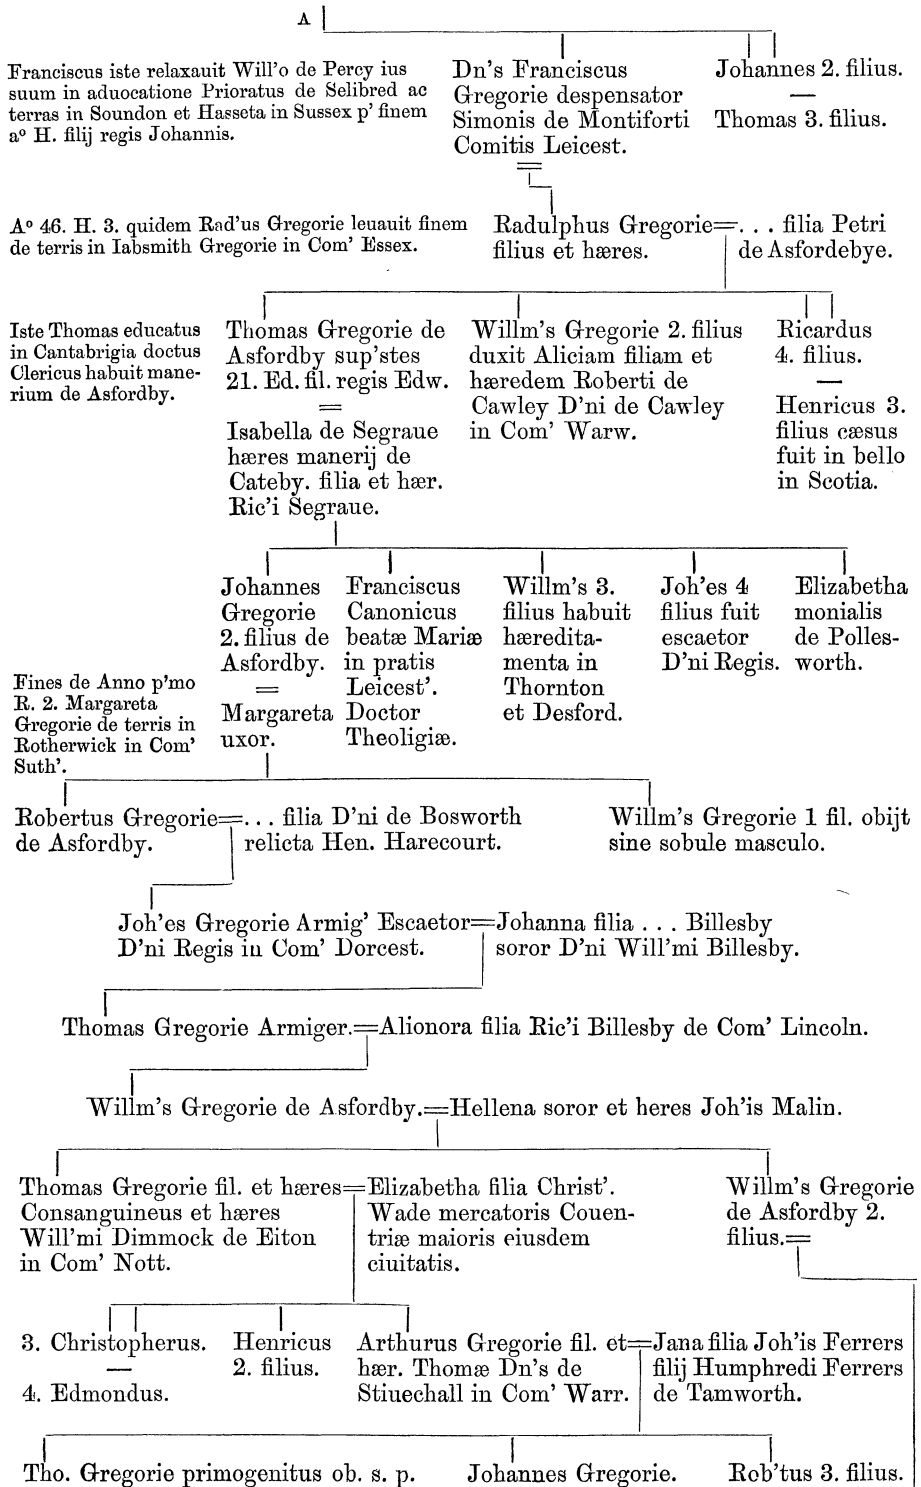 A
Franciscus iste relaxauit Will'o de Percy ius
suum in aduocatione Prioratus de Selibred ac
terras in Soundon et Hasseta in Sussex p' finem
aº H. filij regis Johannis.
Dn's Franciscus
Gregorie despensator
Simonis de Montiforti
Comitis Leicest.
Johannes 2. filius.
—
Thomas 3. filius.
Aº 46. H. 3. quidem Rad'us Gregorie leuauit finem
de terris in Iabsmith Gregorie in Com' Essex.
Radulphus Gregorie=. . . filia Petri
filius et hæres.
de Asfordebye.
Iste Thomas educatus
in Cantabrigia doctus
Clericus habuit mane-
rium de Asfordby.
Thomas Gregorie de
Asfordby sup'stes
21. Ed. fil. regis Edw.
=
Isabella de Segraue
hæres manerij de
Cateby. filia et hær.
Ric'i Segraue.
Willm's Gregorie 2. filius
duxit Aliciam filiam et
hæredem Roberti de
Cawley D'ni de Cawley
in Com' Warw.
Ricardus
4. filius.
—
Henricus 3.
filius cæsus
fuit in bello
in Scotia.
Johannes
Gregorie
2. filius de
Asfordby.
=
Margareta
uxor.
Franciscus
Canonicus
beatæ Mariæ
in pratis
Leicest'.
Doctor
Theoligiæ.
Willm's 3.
filius habuit
hæredita-
menta in
Thornton
et Desford.
Joh'es 4
filius fuit
escaetor
D'ni Regis.
Elizabetha
monialis
de Polles-
worth.
Fines de Anno p'mo
R. 2. Margareta
Gregorie de terris in
Rotherwick in Com'
Suth'.
Robertus Gregorie=. . . filia D'ni de Bosworth
de Asfordby.
relicta Hen. Harecourt.
Willm's Gregorie 1 fil. obijt
sine sobule masculo.
Joh'es Gregorie Armig' Escaetor=Johanna filia . . . Billesby
D'ni Regis in Com' Dorcest.
soror D'ni Will'mi Billesby.
Thomas Gregorie Armiger.=Alionora filia Ric'i Billesby de Com' Lincoln.
Willm's Gregorie de Asfordby.=Hellena soror et heres Joh'is Malin.
Thomas Gregorie fil. et hæres=Elizabetha filia Christ'.
Consanguineus et hæres
Will'mi Dimmock de Eiton
in Com' Nott.
Wade mercatoris Couen-
triæ maioris eiusdem
ciuitatis.
Willm's Gregorie
de Asfordby 2.
filius.=
3. Christopherus.
—
4. Edmondus.
Henricus
2. filius.
Arthurus Gregorie fil. et=Jana filia Joh'is Ferrers
hær. Thomæ Dn's de
Stiuechall in Com' Warr.
filij Humphredi Ferrers
de Tamworth.
Tho. Gregorie primogenitus ob. s. p.
Johannes Gregorie.
Rob'tus 3. filius.